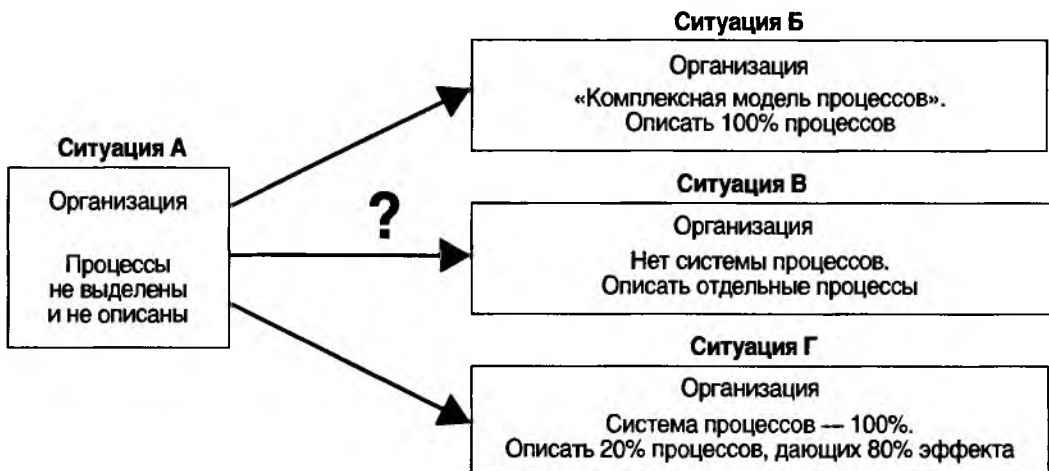 Ситуация А
Организация
Процессы
не выделены
и не описаны
?
Ситуация Б
Организация
«Комплексная модель процессов».
Описать 100% процессов
Ситуация В
Организация
Нет системы процессов.
Описать отдельные процессы
Ситуация Г
Организация
Система процессов — 100%.
Описать 20% процессов, дающих 80% эффекта